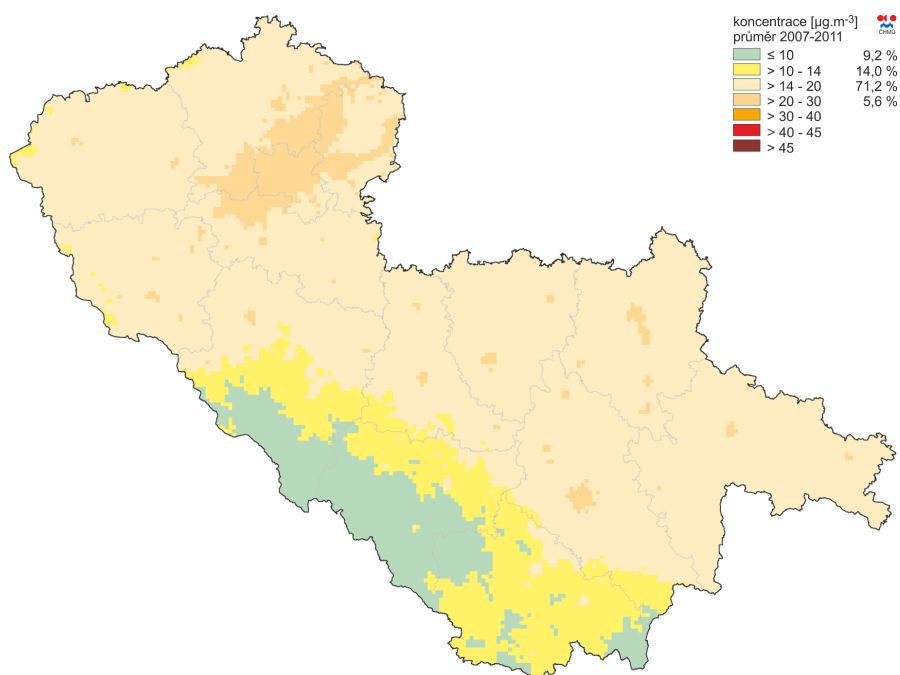 koncentrace [µg.m⁻³]
průměr 2007-2011
ČHMÚ
≤ 10 9,2 %
> 10 - 14 14,0 %
> 14 - 20 71,2 %
> 20 - 30 5,6 %
> 30 - 40
> 40 - 45
> 45